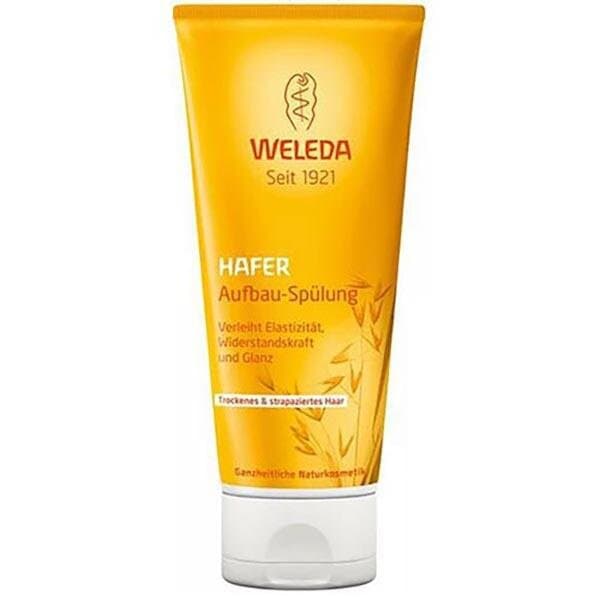 WELEDA
Seit 1921
HAFER
Aufbau-Spülung
Verleiht Elastizität,
Widerstandskraft
und Glanz
Trockenes & strapaziertes Haar
Ganzheitliche Naturkosmetik